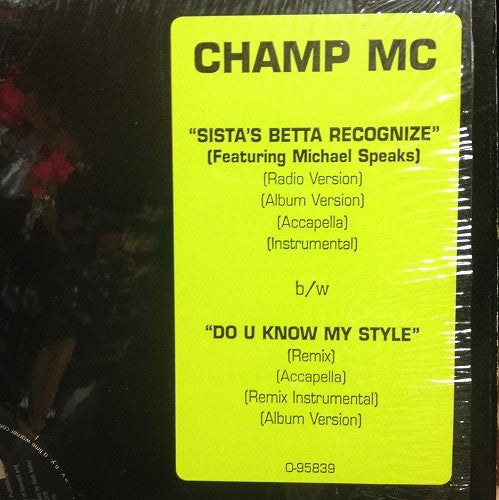 CHAMP MC
“SISTA'S BETTA RECOGNIZE”
(Featuring Michael Speaks)
(Radio Version)
(Album Version)
(Accapella)
(Instrumental)
b/w
“DO U KNOW MY STYLE”
(Remix)
(Accapella)
(Remix Instrumental)
(Album Version)
0-95839